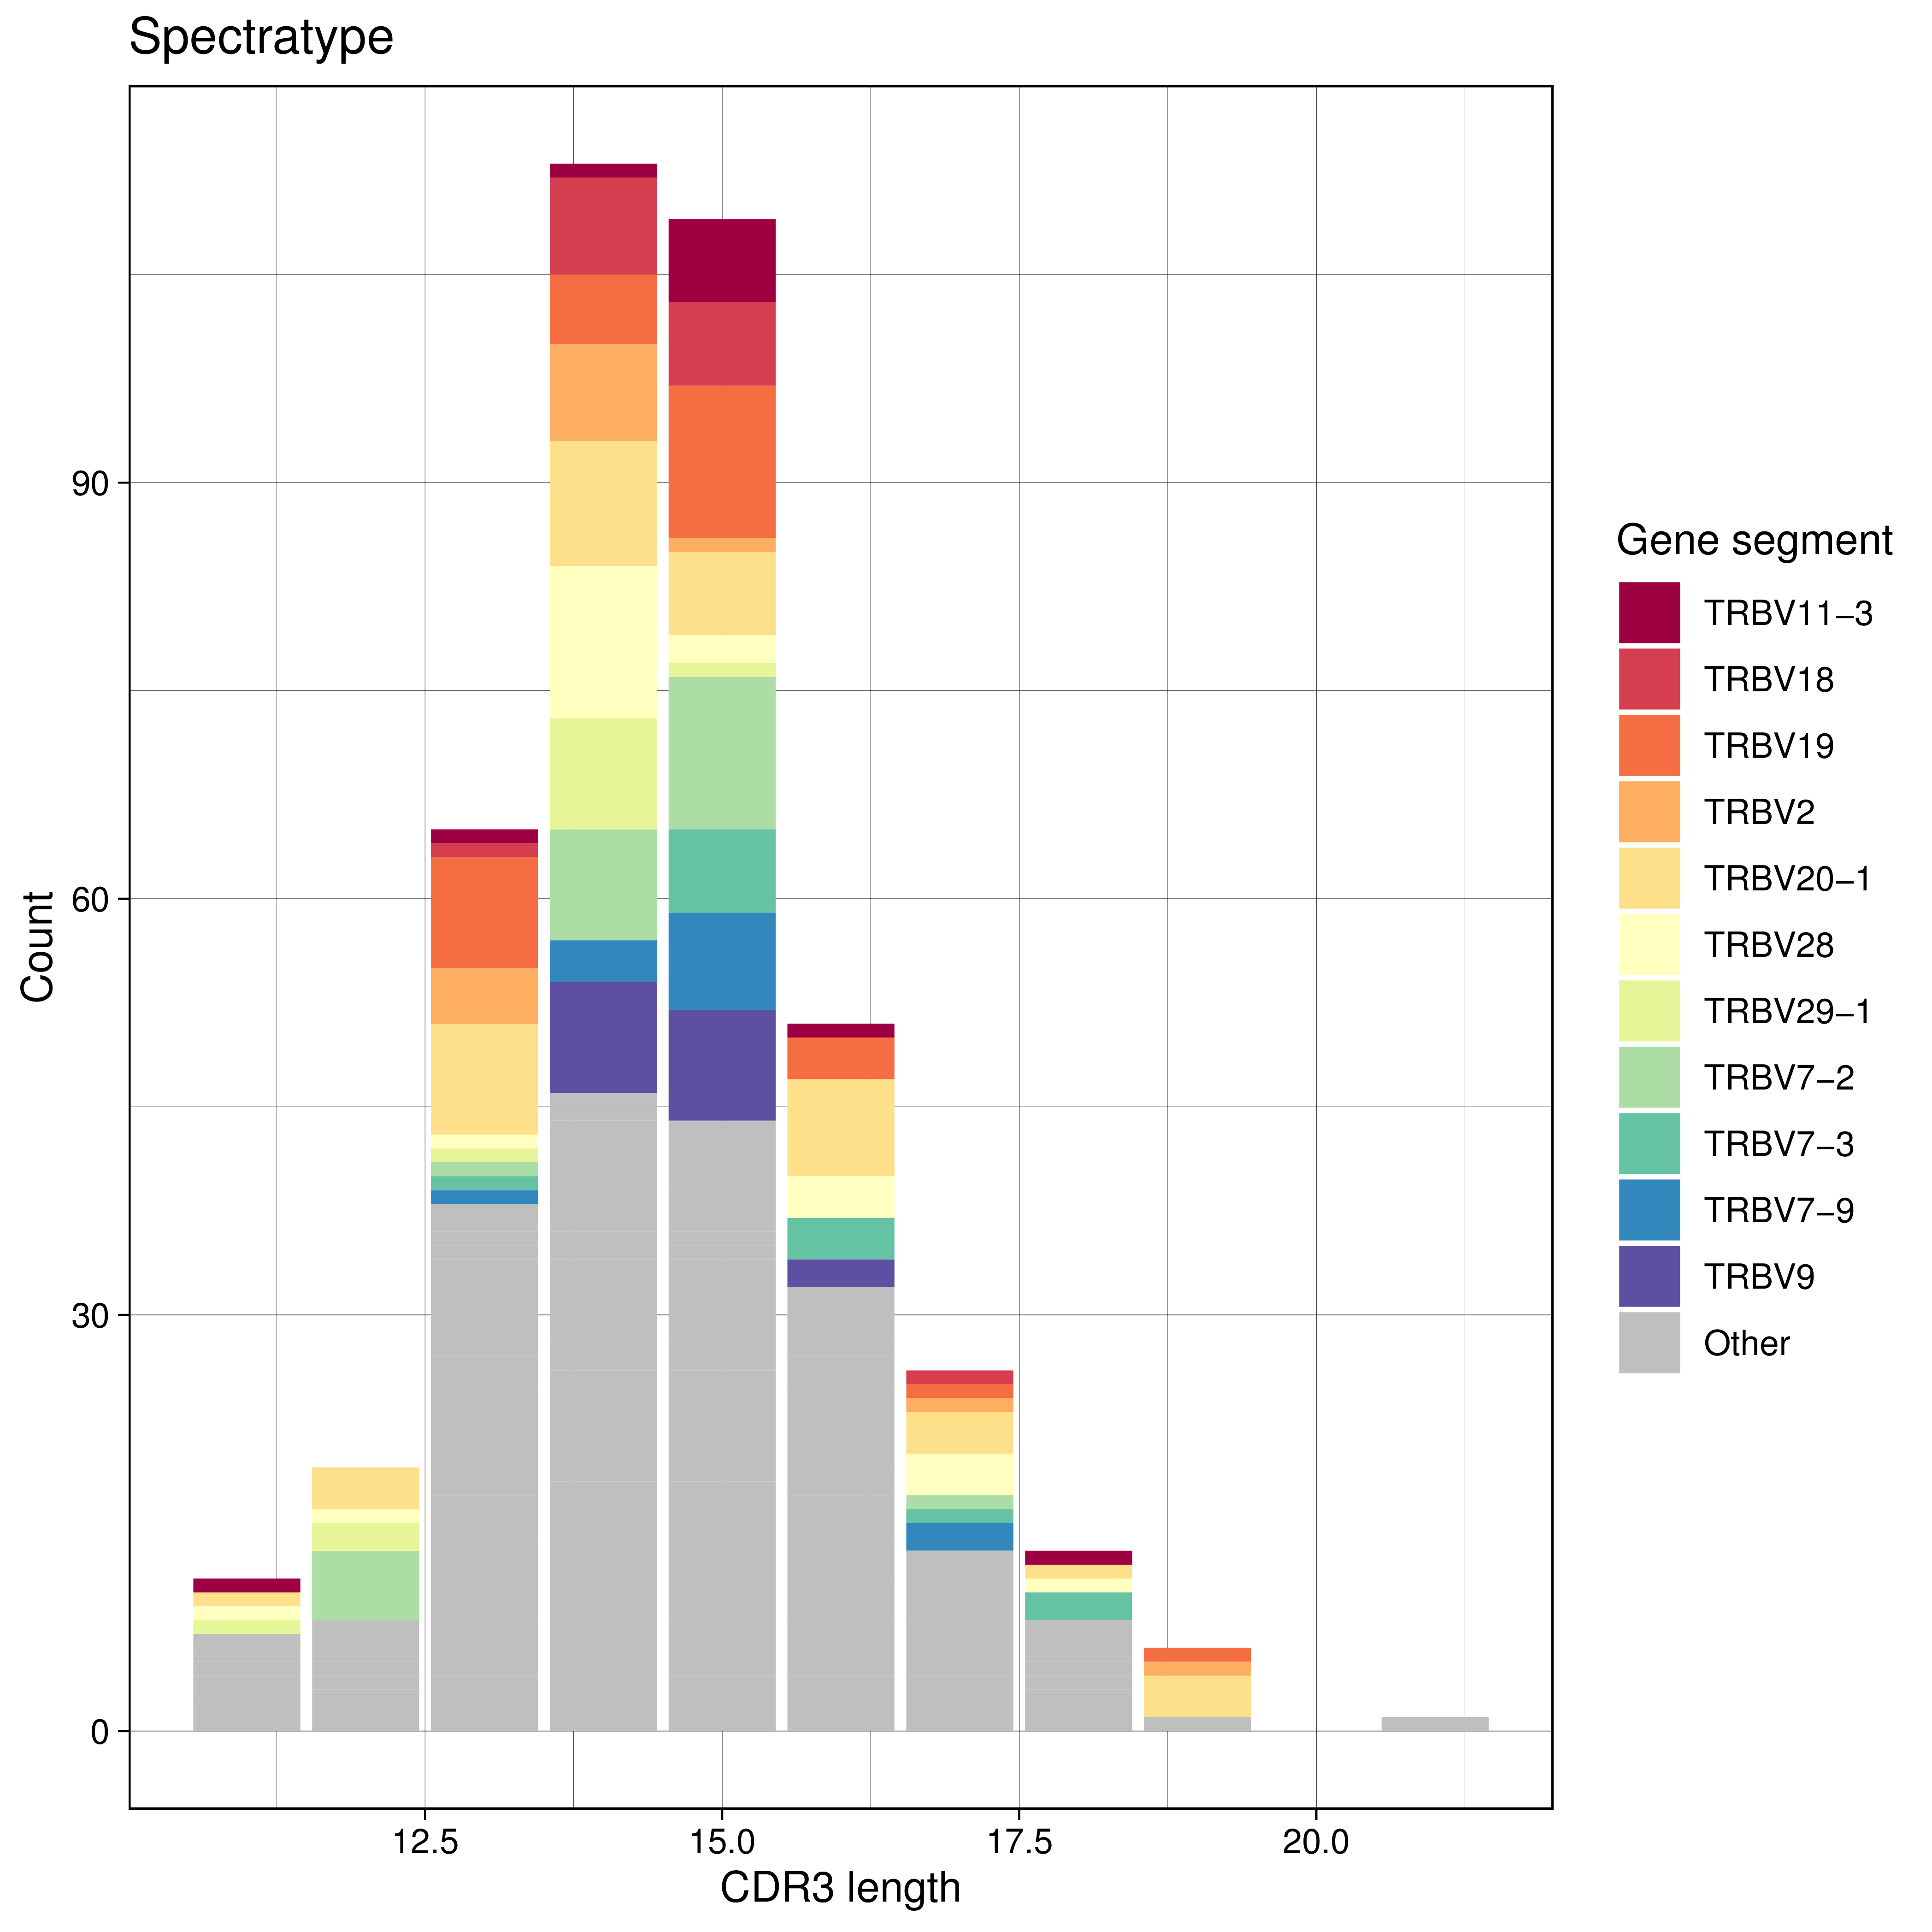 Spectratype
Count
90
60
30
0
12.5
15.0
17.5
20.0
CDR3 length
Gene segment
TRBV11−3
TRBV18
TRBV19
TRBV2
TRBV20−1
TRBV28
TRBV29−1
TRBV7−2
TRBV7−3
TRBV7−9
TRBV9
Other